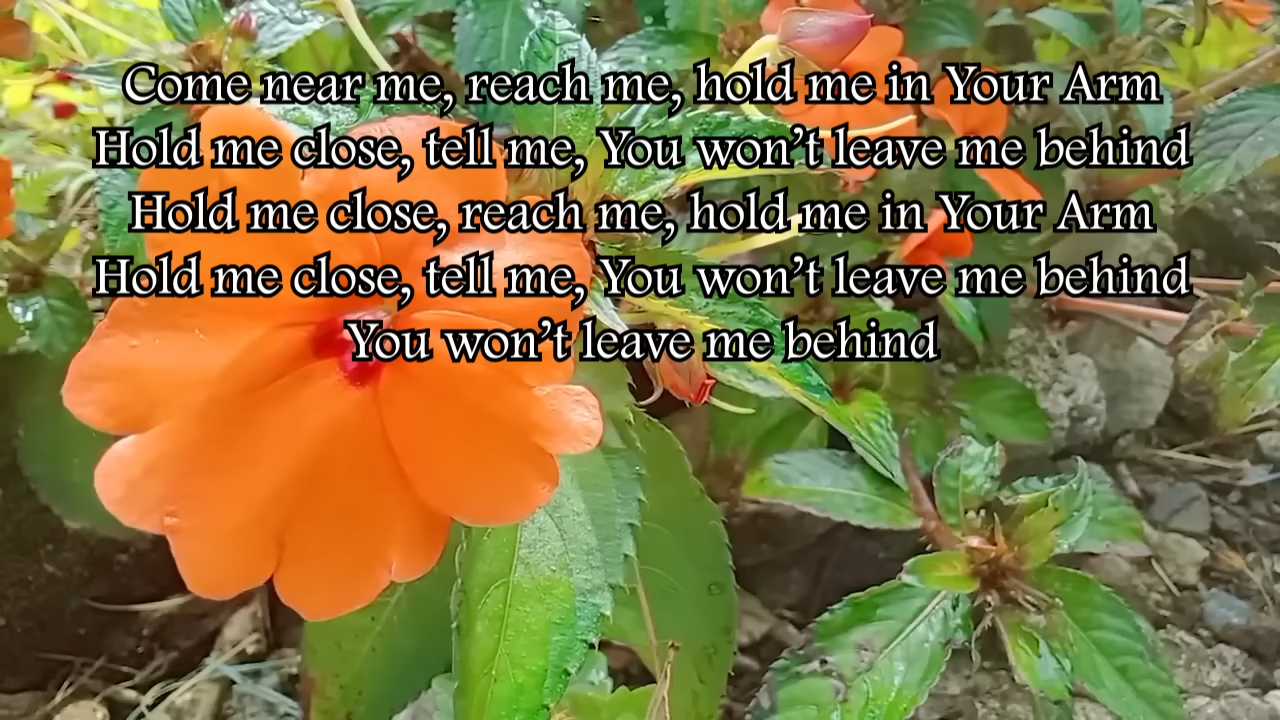 Come near me, reach me, hold me in Your Arm
Hold me close, tell me, You won’t leave me behind
Hold me close, reach me, hold me in Your Arm
Hold me close, tell me, You won’t leave me behind
You won’t leave me behind